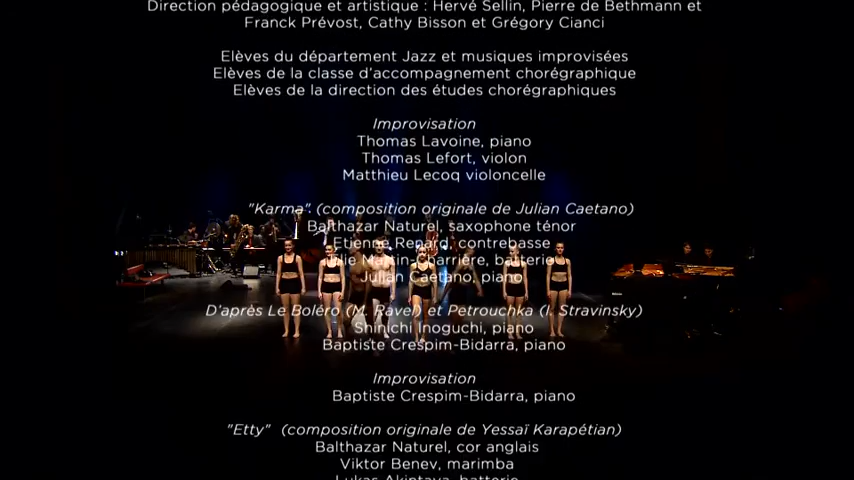 Direction pédagogique et artistique : Hervé Sellin, Pierre de Bethmann et
Franck Prévost, Cathy Bisson et Grégory Cianci
Elèves du département Jazz et musiques improvisées
Elèves de la classe d'accompagnement chorégraphique
Elèves de la direction des études chorégraphiques
Improvisation
Thomas Lavoine, piano
Thomas Lefort, violon
Matthieu Lecoq violoncelle
"Karma". (composition originale de Julian Caetano)
Balthazar Naturel, saxophone ténor
Etienne Renard, contrebasse
Julie Martin-Charrière, batterie
Julian Caetano, piano
D'après Le Boléro (M. Ravel) et Petrouchka (I. Stravinsky)
Shinichi Inoguchi, piano
Baptiste Crespim-Bidarra, piano
Improvisation
Baptiste Crespim-Bidarra, piano
"Etty" (composition originale de Yessaï Karapétian)
Balthazar Naturel, cor anglais
Viktor Benev, marimba
Lukas Akintaya, batterie